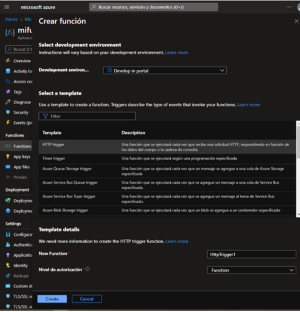 microsoft azure
Buscar recursos, servicios y documentos (G+/)
Home > Mi
Crear función
Select development environment
Instructions will vary based on your development environment. Learn more
Development environ...
Develop in portal
Select a template
Use a template to create a function. Triggers describe the type of events that invoke your functions. Learn more
Filter
Template
Description
HTTP trigger
Una función que se ejecutará cada vez que reciba una solicitud HTTP, respondiendo en función de los datos del cuerpo o la cadena de consulta
Timer trigger
Una función que se ejecutará según una programación especificada
Azure Queue Storage trigger
Una función que se ejecutará cada vez que un mensaje se agregue a una cola de Azure Storage especificada
Azure Service Bus Queue trigger
Una función que se ejecutará cada vez que se agregue un mensaje a una cola de Service Bus especificada
Azure Service Bus Topic trigger
Una función que se ejecutará cada vez que se agregue un mensaje al tema de Service Bus especificado
Azure Blob Storage trigger
Una función que se ejecutará cada vez que un blob se agregue a un contenedor especificado
Template details
We need more information to create the HTTP trigger function. Learn more
New Function *
HttpTrigger1
Nivel de autorización *
Function
Create
Cancel
mifu
Buscar (C
Overview
Activity lo
Access co
Tags
Diagnose
Security
Events (pr
Functions
Functions
App keys
App files
Proxies
Deployment
Deployme
Deployme
Settings
Configura
Authentic
Applicatio
Identity
Backups
Custom d
TLS/SSL s
TLS/SSL s